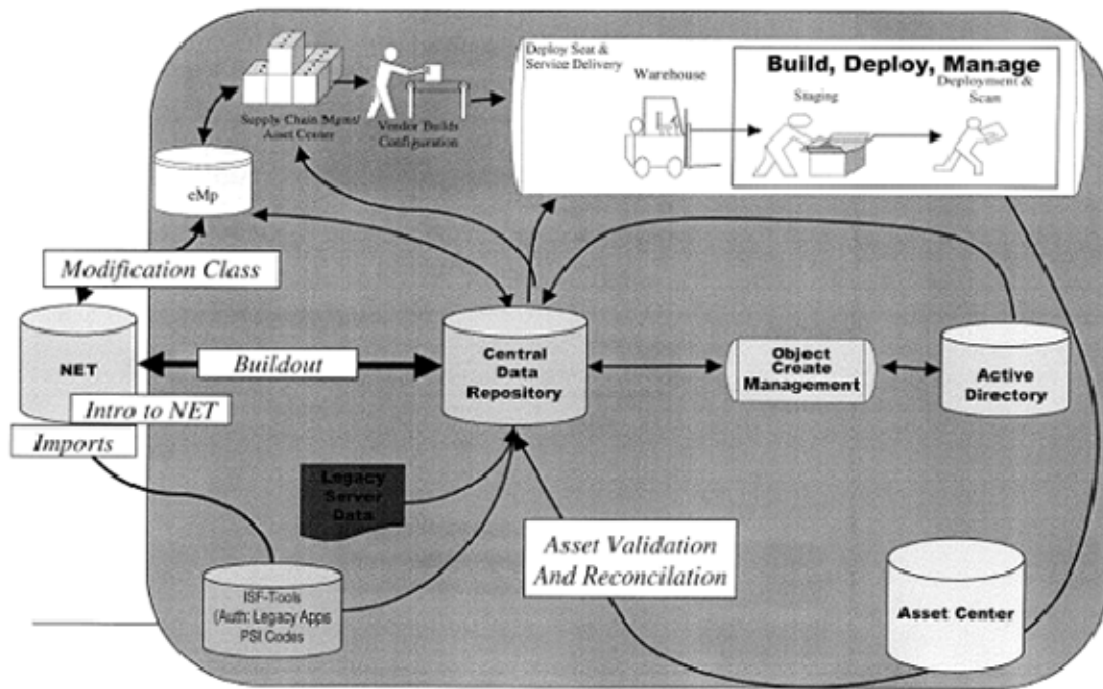 Deploy Seat &
Service Delivery
Warehouse
Build, Deploy, Manage
Staging
Deployment &
Scan
Supply Chain Mgmt/
Asset Center
Vendor Builds
Configuration
eMp
Modification Class
NET
Buildout
Central
Data
Repository
Object
Create
Management
Active
Directory
Intro to NET
Imports
Legacy
Server
Data
Asset Validation
And Reconcilation
ISF-Tools
(Auth: Legacy Apps
PSI Codes
Asset Center